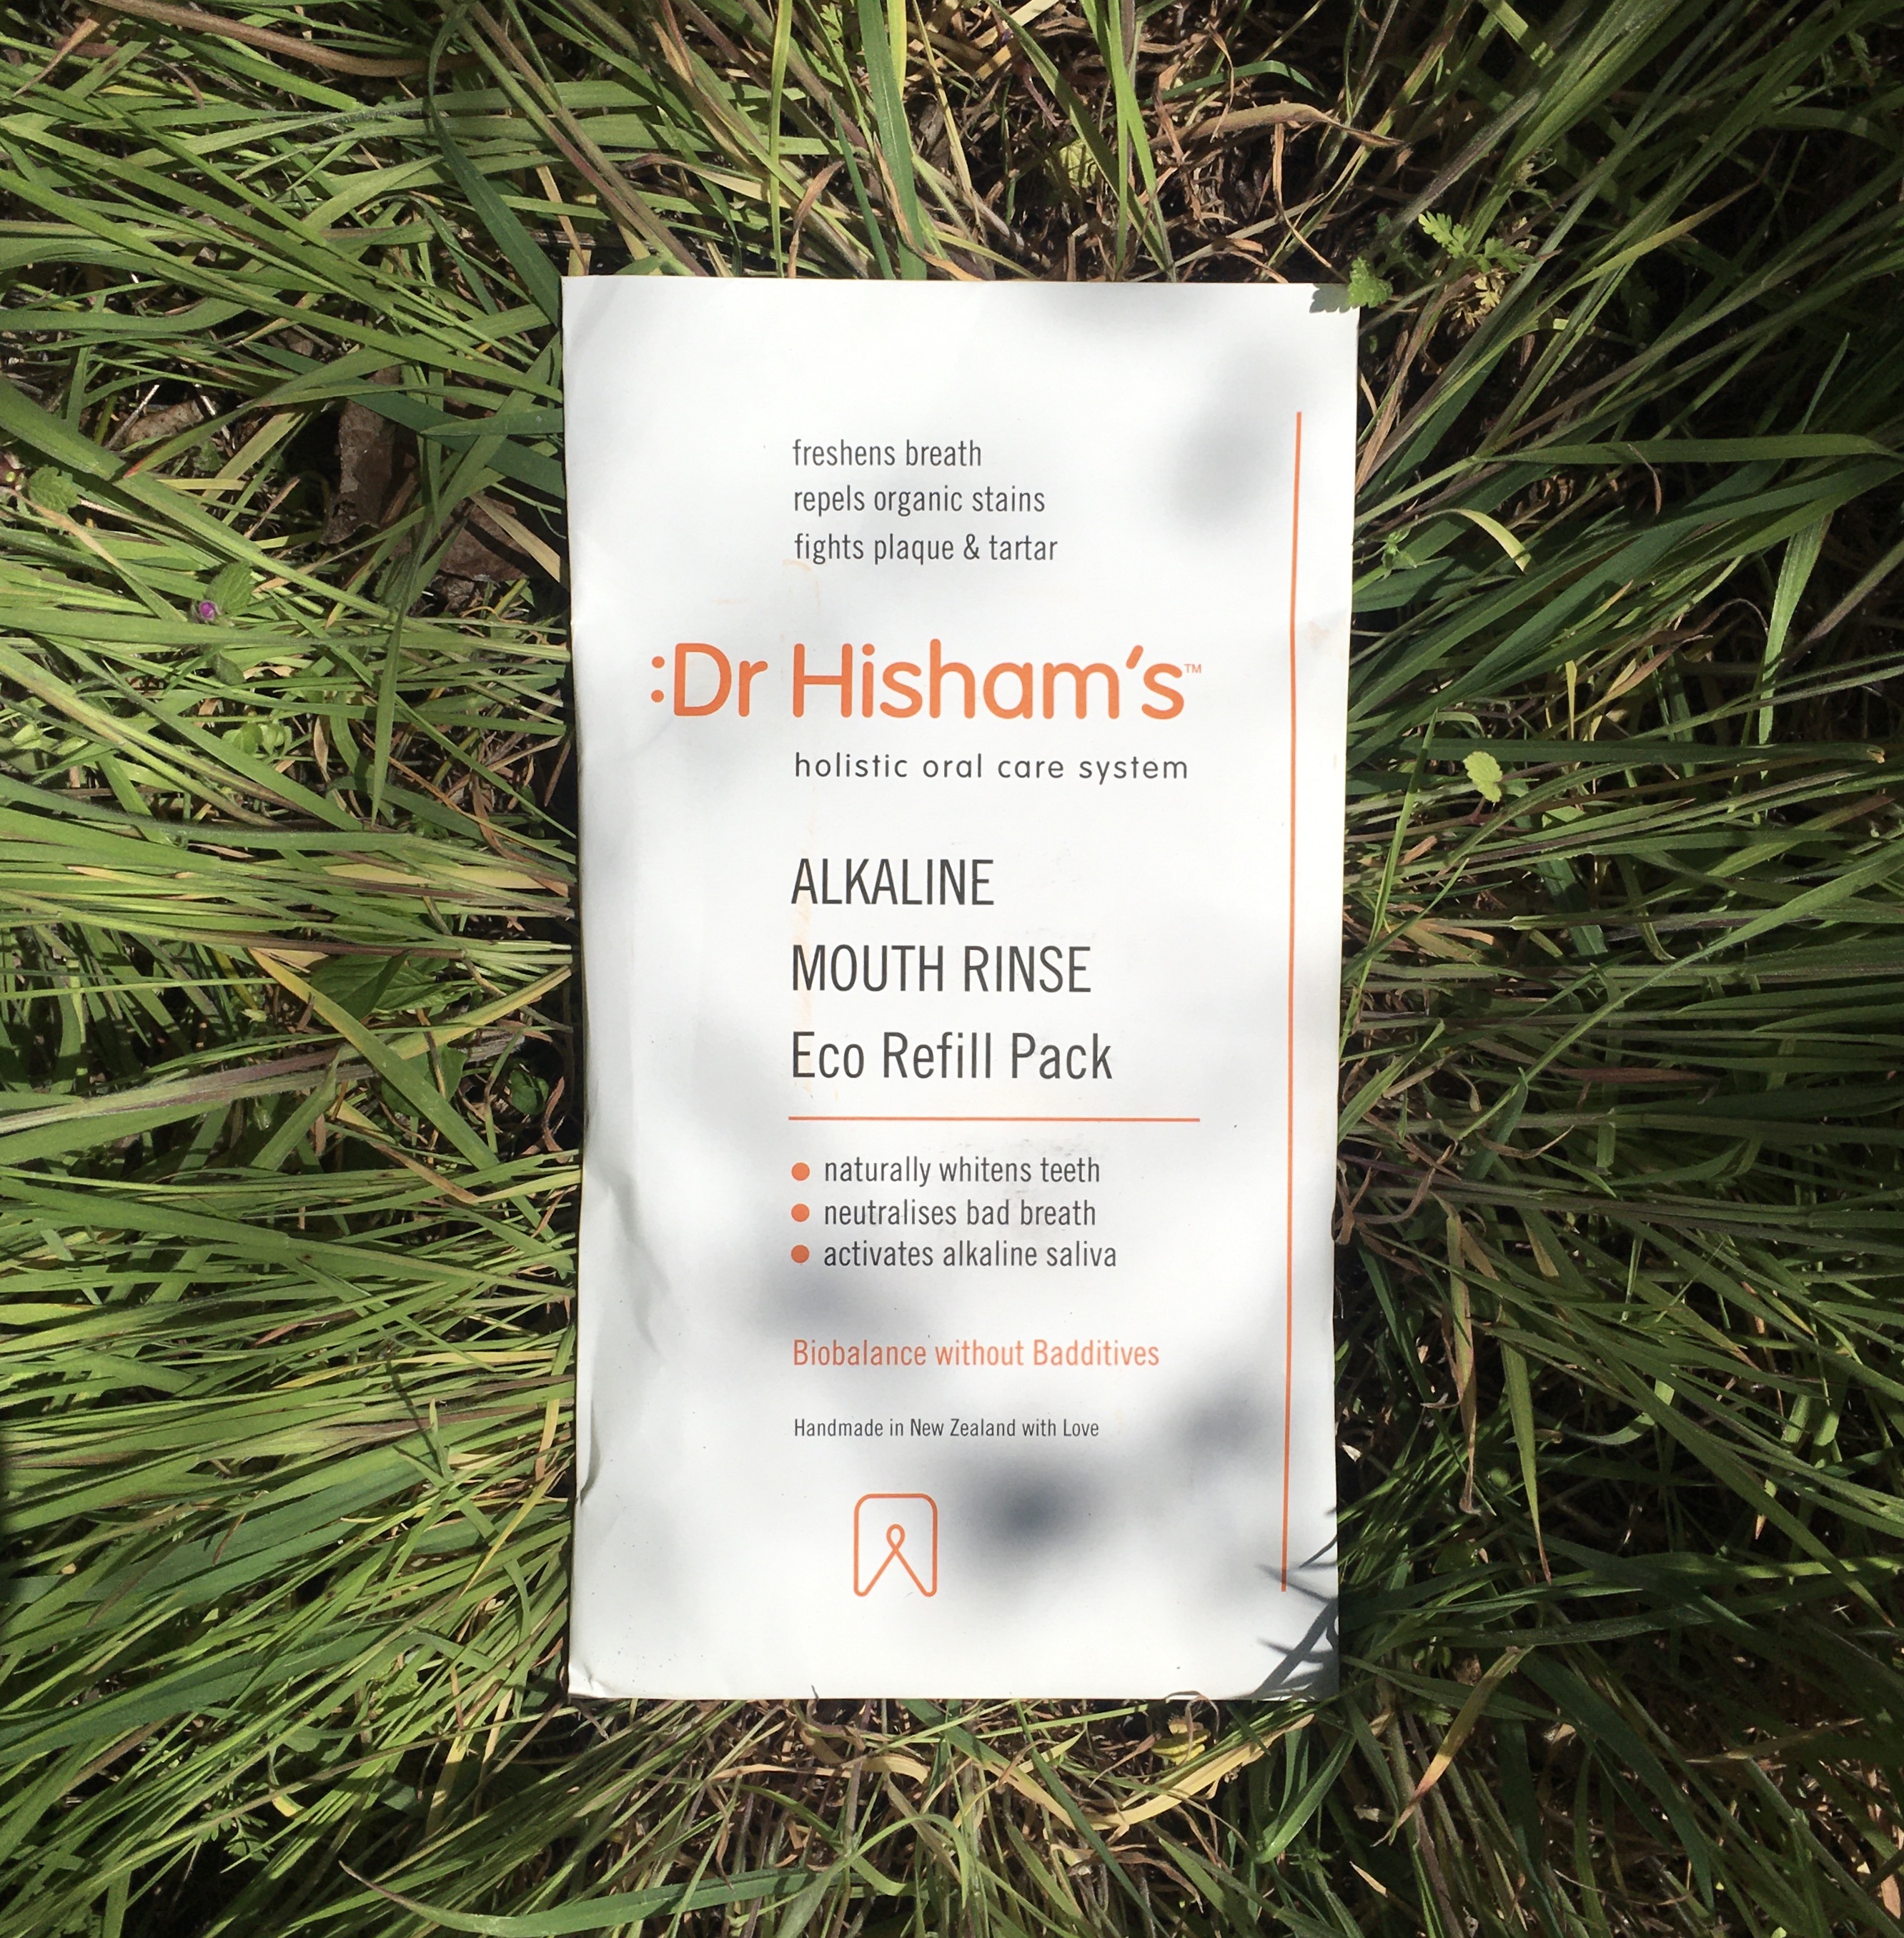 freshens breath
repels organic stains
fights plaque & tartar
:Dr Hisham's™
holistic oral care system
ALKALINE
MOUTH RINSE
Eco Refill Pack
• naturally whitens teeth
• neutralises bad breath
• activates alkaline saliva
Biobalance without Badditives
Handmade in New Zealand with Love